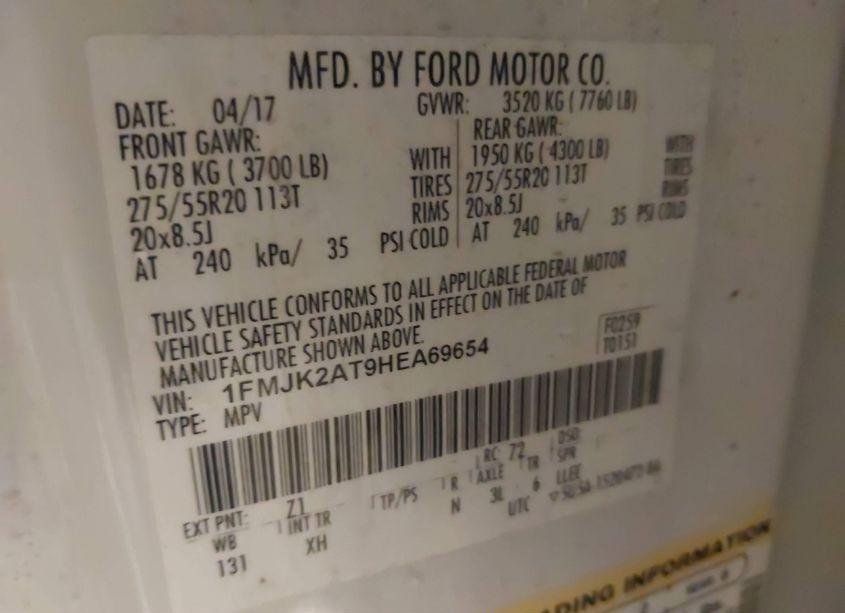 MFD. BY FORD MOTOR CO.
DATE: 04/17 GVWR: 3520 KG ( 7760 LB)
FRONT GAWR: REAR GAWR:
1678 KG ( 3700 LB) WITH 1950 KG ( 4300 LB) WITH
275/55R20 113T TIRES 275/55R20 113T TIRES
20x8.5J RIMS 20x8.5J RIMS
AT 240 kPa/ 35 PSI COLD AT 240 kPa/ 35 PSI COLD
THIS VEHICLE CONFORMS TO ALL APPLICABLE FEDERAL MOTOR
VEHICLE SAFETY STANDARDS IN EFFECT ON THE DATE OF
MANUFACTURE SHOWN ABOVE.
F0259
T0151
VIN: 1FMJK2AT9HEA69654
TYPE: MPV
EXT PNT: Z1 RC: 72 DSO:
WB INT TR TP/PS R AXLE TR SPR
131 XH N 3L 6 LLEE
UTC
ADING INFORMATION